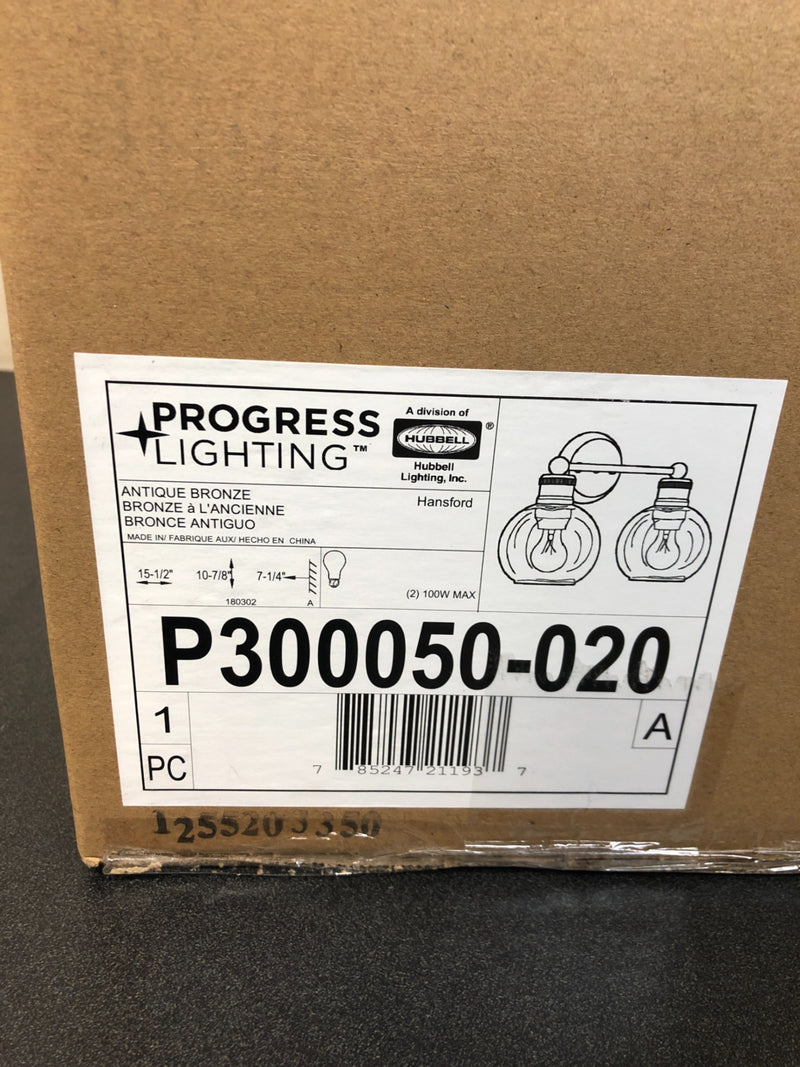 PROGRESS
LIGHTING™
A division of
HUBBELL®
Hubbell
Lighting, Inc.
ANTIQUE BRONZE
BRONZE à L'ANCIENNE
BRONCE ANTIGUO
Hansford
MADE IN/ FABRIQUE AUX/ HECHO EN CHINA
15-1/2" 10-7/8" 7-1/4"
180302 A
(2) 100W MAX
P300050-020
1
PC
A
7 85247 21193 7
1255203350